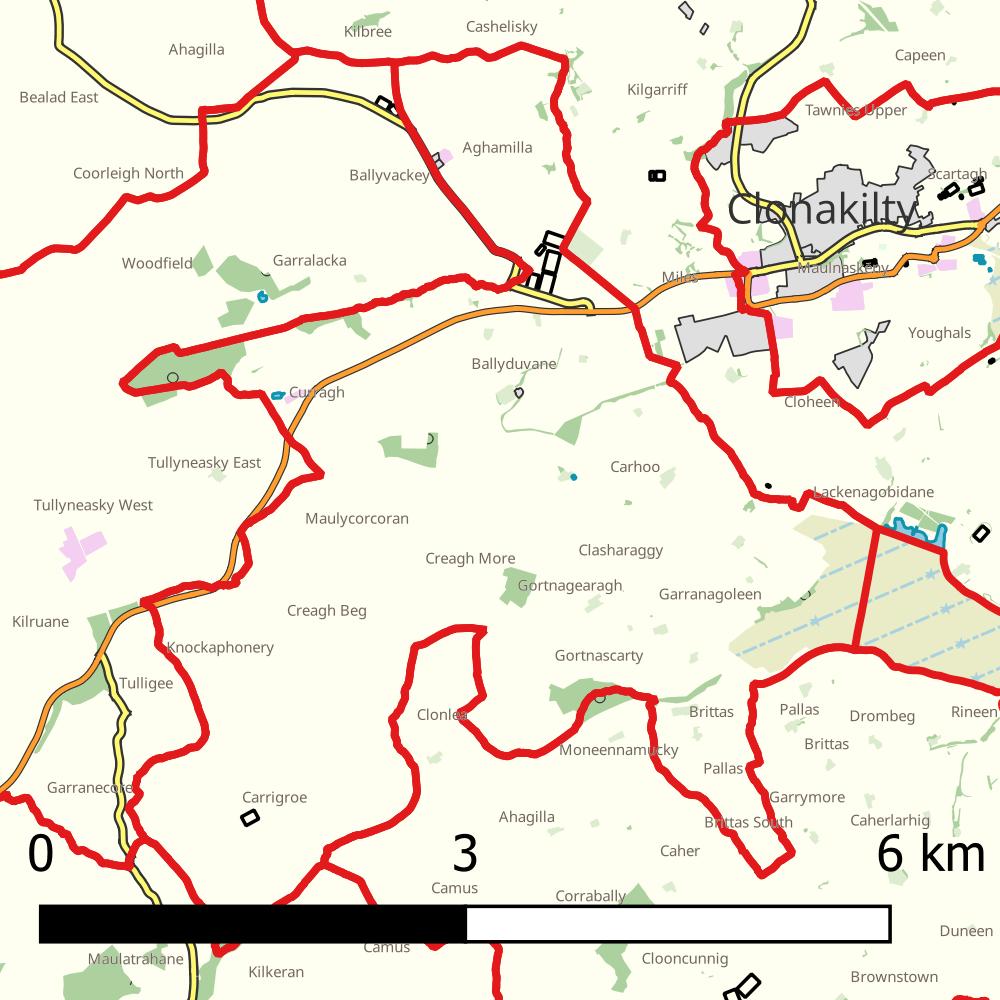 Cashelisky
Kilbree
Ahagilla
Capeen
Kilgarriff
Bealad East
Tawnies Upper
Aghamilla
Coorleigh North
Ballyvackey
Scartagh
Clonakilty
Garralacka
Woodfield
Maulnaskehy
Miles
Youghals
Ballyduvane
Curragh
Cloheen
Tullyneasky East
Carhoo
Lackenagobidane
Tullyneasky West
Maulycorcoran
Clasharaggy
Creagh More
Gortnagearagh
Garranagoleen
Creagh Beg
Kilruane
Knockaphonery
Gortnascarty
Tulligee
Brittas
Pallas
Rineen
Clonlea
Drombeg
Brittas
Moneennamucky
Pallas
Garranecore
Carrigroe
Garrymore
Ahagilla
Brittas South
Caherlarhig
Caher
0 3 6 km
Camus
Corrabally
Duneen
Camus
Maulatrahane
Clooncunnig
Kilkeran
Brownstown